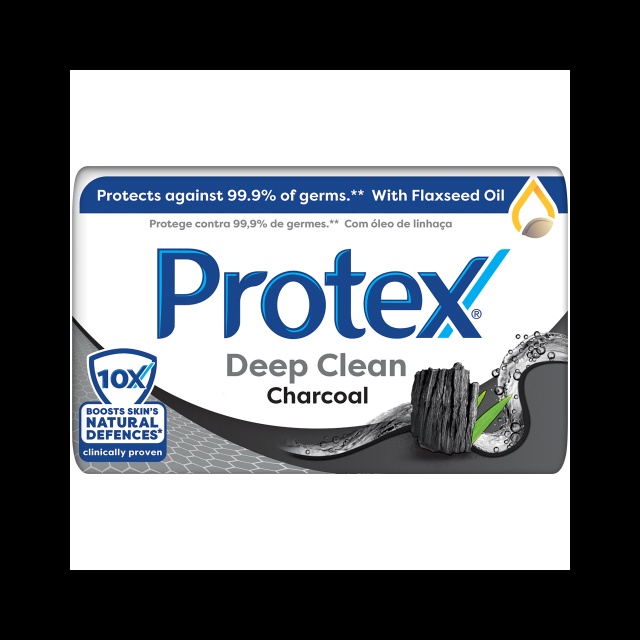 Protects against 99.9% of germs.** With Flaxseed Oil
Protege contra 99,9% de germes.** Com óleo de linhaça
Protex®
Deep Clean
Charcoal
10X
BOOSTS SKIN'S
NATURAL
DEFENCES*
clinically proven